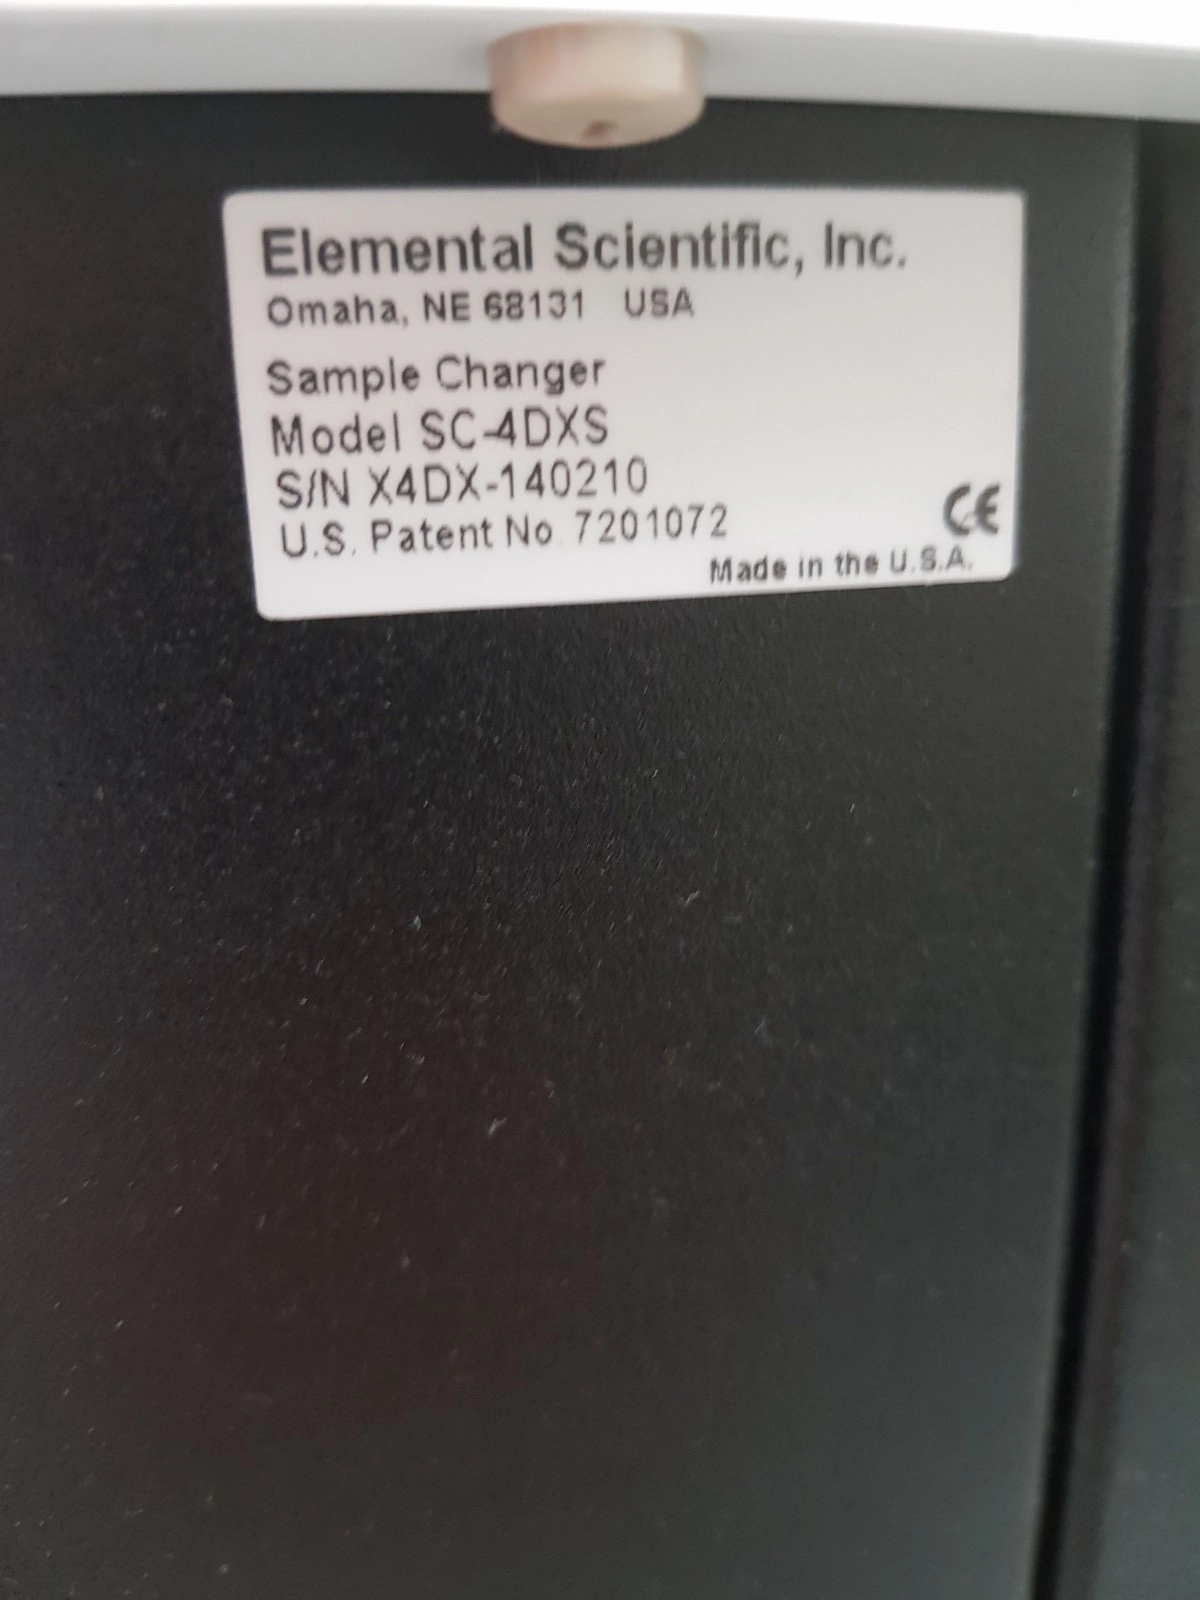 Elemental Scientific, Inc.
Omaha, NE 68131 USA
Sample Changer
Model SC-4DXS
S/N X4DX-140210
U.S. Patent No. 7201072
CE
Made in the U.S.A.